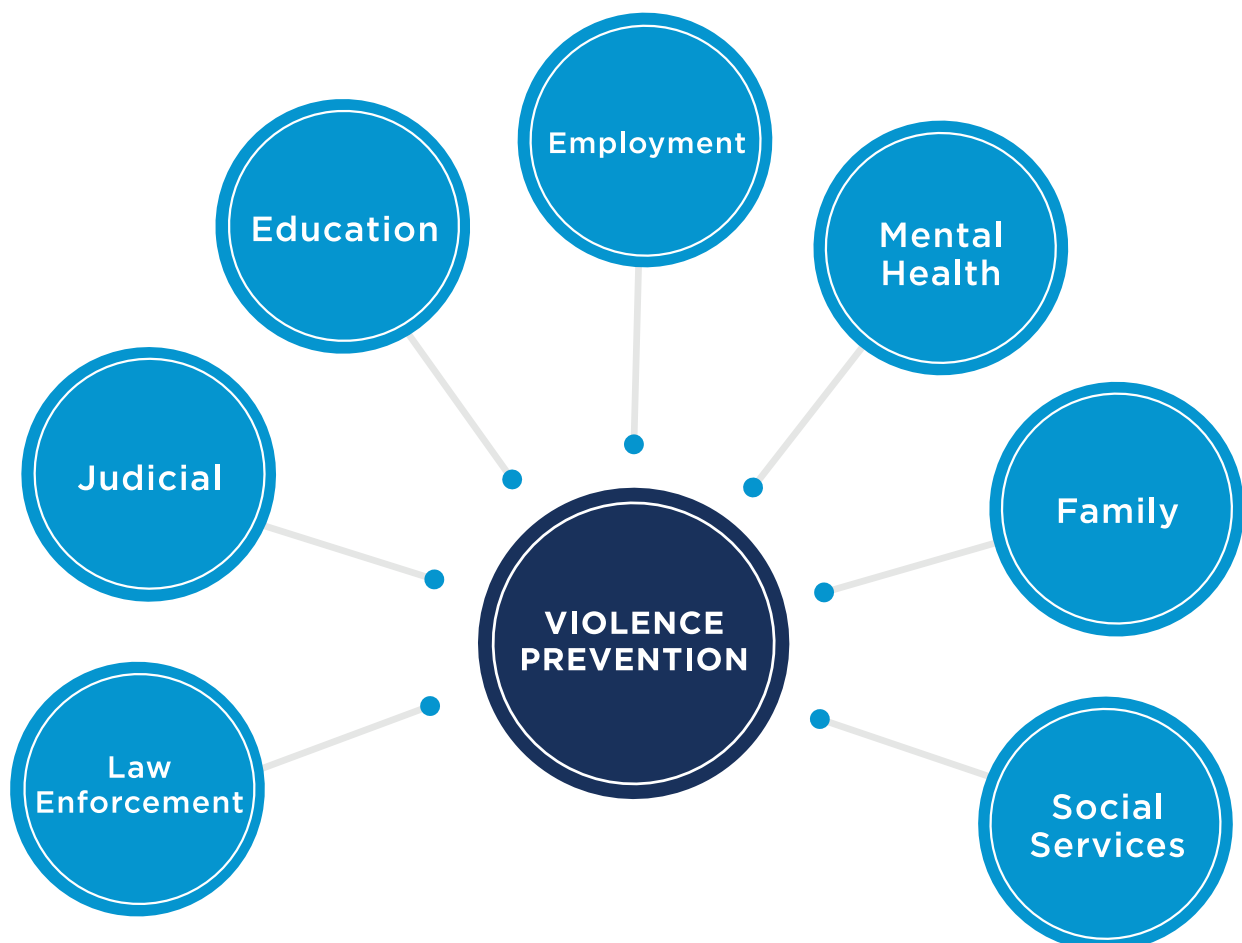 Employment
Education
Mental
Health
Judicial
Family
VIOLENCE
PREVENTION
Law
Enforcement
Social
Services